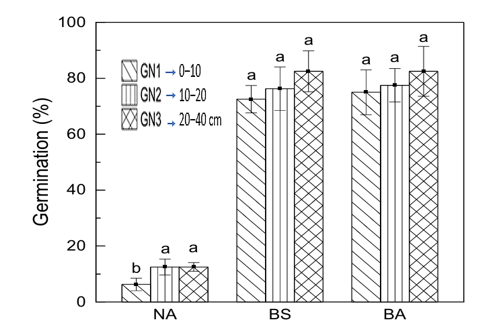 100
80
60
40
20
0
Germination (%)
GN1 → 0–10
GN2 → 10–20
GN3 → 20–40 cm
b a a
a a a
a a a
NA BS BA